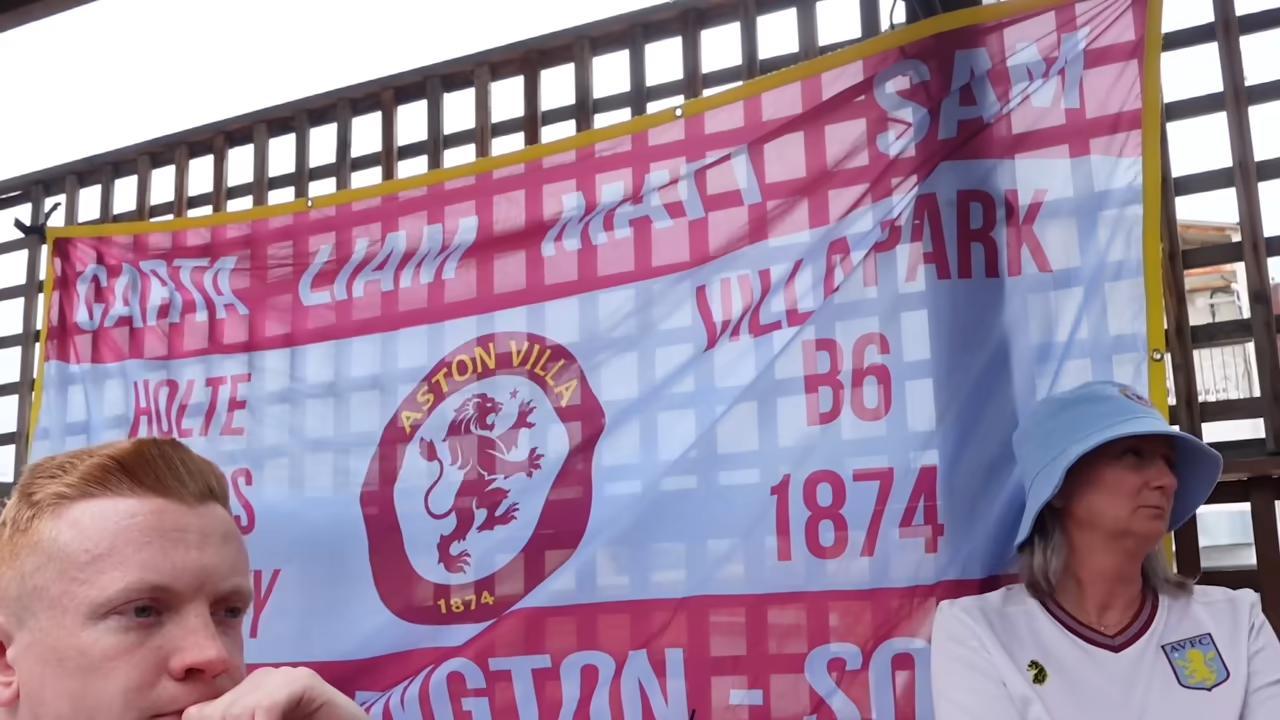 CARTA LIAM MATT SAM
HOLTE
VILLA PARK
B6
1874
ASTON VILLA
1874
AVFC